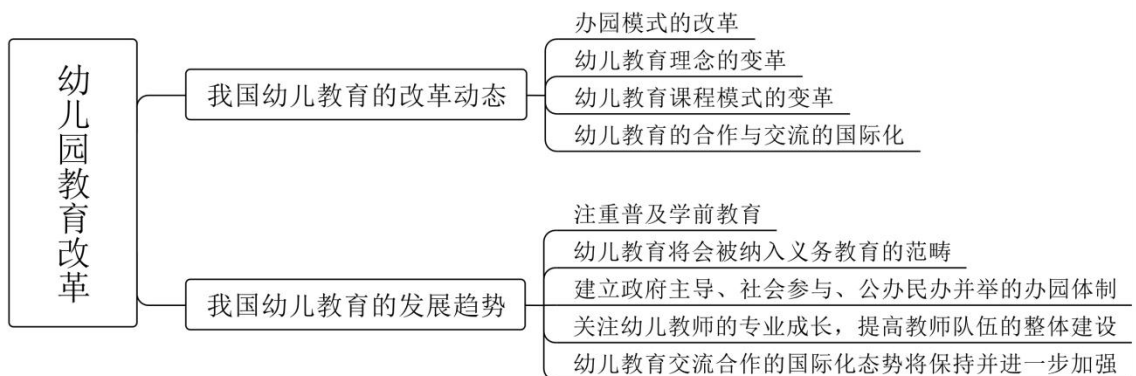 幼儿园教育改革
我国幼儿教育的改革动态
办园模式的改革
幼儿教育理念的变革
幼儿教育课程模式的变革
幼儿教育的合作与交流的国际化
我国幼儿教育的发展趋势
注重普及学前教育
幼儿教育将会被纳入义务教育的范畴
建立政府主导、社会参与、公办民办并举的办园体制
关注幼儿教师的专业成长，提高教师队伍的整体建设
幼儿教育交流合作的国际化态势将保持并进一步加强